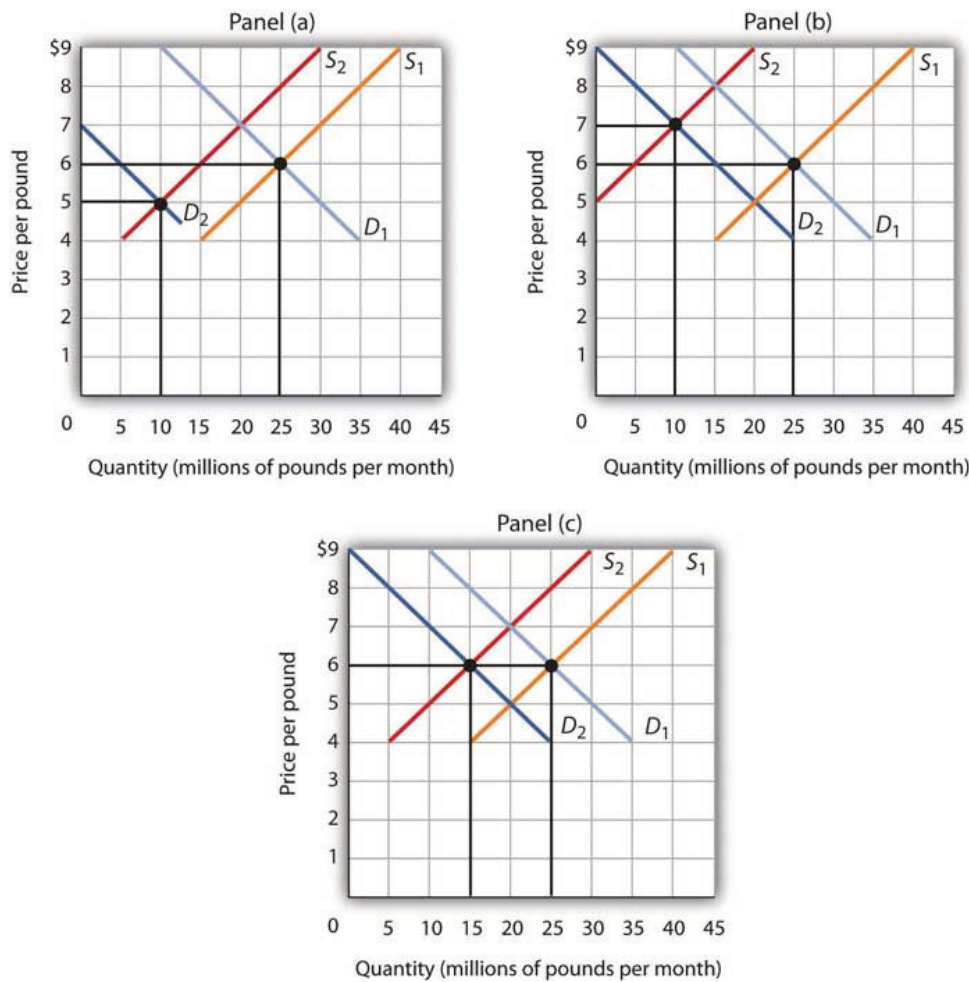 Panel (a)
$9
8
7
6
5
4
3
2
1
0
5 10 15 20 25 30 35 40 45
Price per pound
Quantity (millions of pounds per month)
S2
S1
D2
D1
Panel (b)
$9
8
7
6
5
4
3
2
1
0
5 10 15 20 25 30 35 40 45
Price per pound
Quantity (millions of pounds per month)
S2
S1
D2
D1
Panel (c)
$9
8
7
6
5
4
3
2
1
0
5 10 15 20 25 30 35 40 45
Price per pound
Quantity (millions of pounds per month)
S2
S1
D2
D1